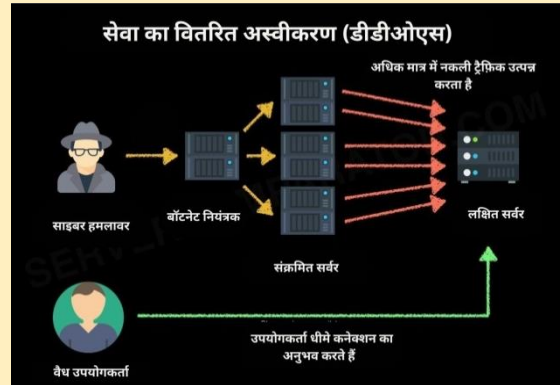 सेवा का वितरित अस्वीकरण (डीडीओएस)
अधिक मात्र में नकली ट्रैफ़िक उत्पन्न
करता है
साइबर हमलावर
बॉटनेट नियंत्रक
संक्रमित सर्वर
लक्षित सर्वर
उपयोगकर्ता धीमे कनेक्शन का
अनुभव करते हैं
वैध उपयोगकर्ता